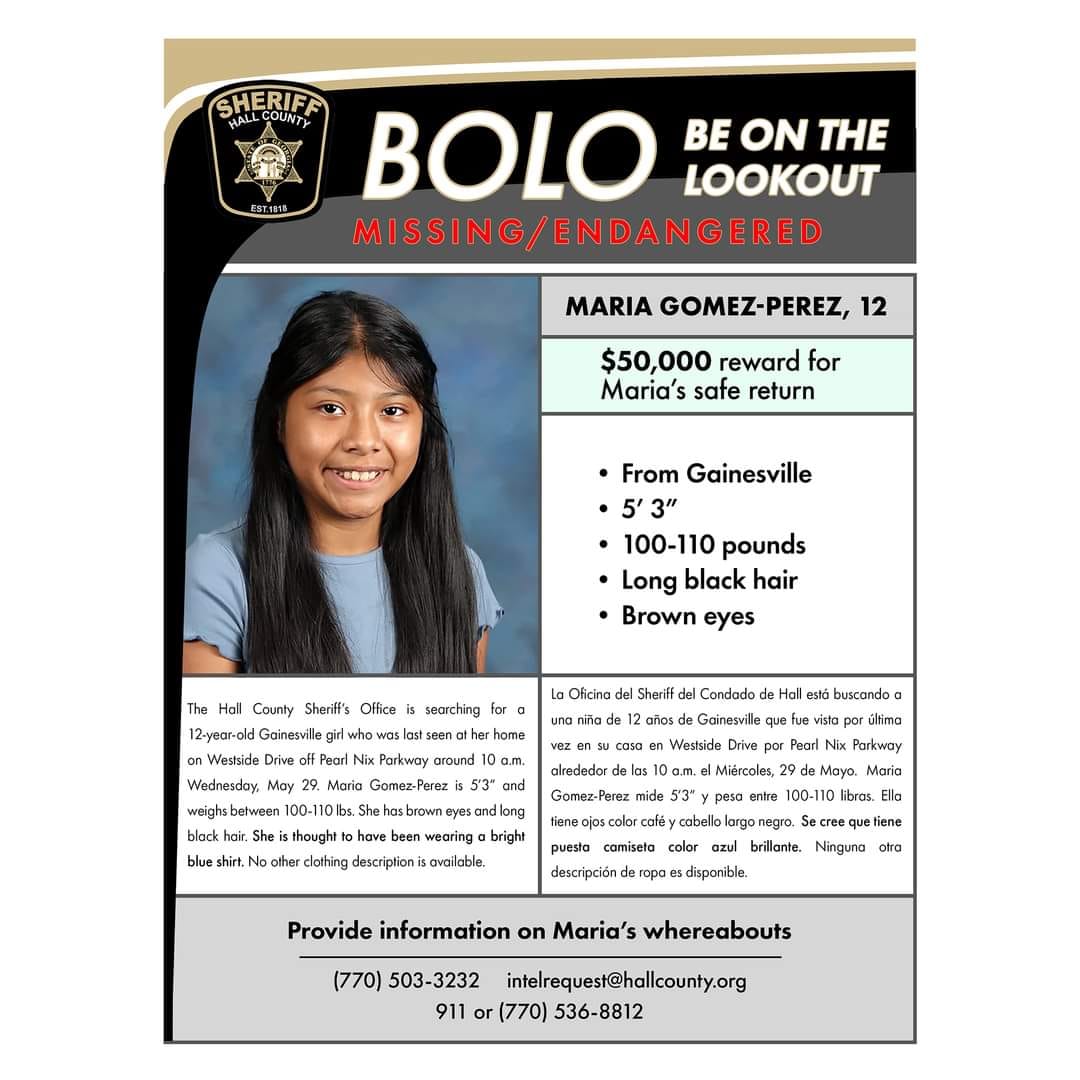 SHERIFF
HALL COUNTY
STATE OF GEORGIA
1776
EST.1818
BOLO
BE ON THE
LOOKOUT
MISSING/ENDANGERED
MARIA GOMEZ-PEREZ, 12
$50,000 reward for
Maria's safe return
• From Gainesville
• 5' 3"
• 100-110 pounds
• Long black hair
• Brown eyes
The Hall County Sheriff's Office is searching for a
12-year-old Gainesville girl who was last seen at her home
on Westside Drive off Pearl Nix Parkway around 10 a.m.
Wednesday, May 29. Maria Gomez-Perez is 5'3" and
weighs between 100-110 lbs. She has brown eyes and long
black hair. She is thought to have been wearing a bright
blue shirt. No other clothing description is available.
La Oficina del Sheriff del Condado de Hall está buscando a
una niña de 12 años de Gainesville que fue vista por última
vez en su casa en Westside Drive por Pearl Nix Parkway
alrededor de las 10 a.m. el Miércoles, 29 de Mayo. Maria
Gomez-Perez mide 5'3" y pesa entre 100-110 libras. Ella
tiene ojos color café y cabello largo negro. Se cree que tiene
puesta camiseta color azul brillante. Ninguna otra
descripción de ropa es disponible.
Provide information on Maria's whereabouts
(770) 503-3232 intelrequest@hallcounty.org
911 or (770) 536-8812